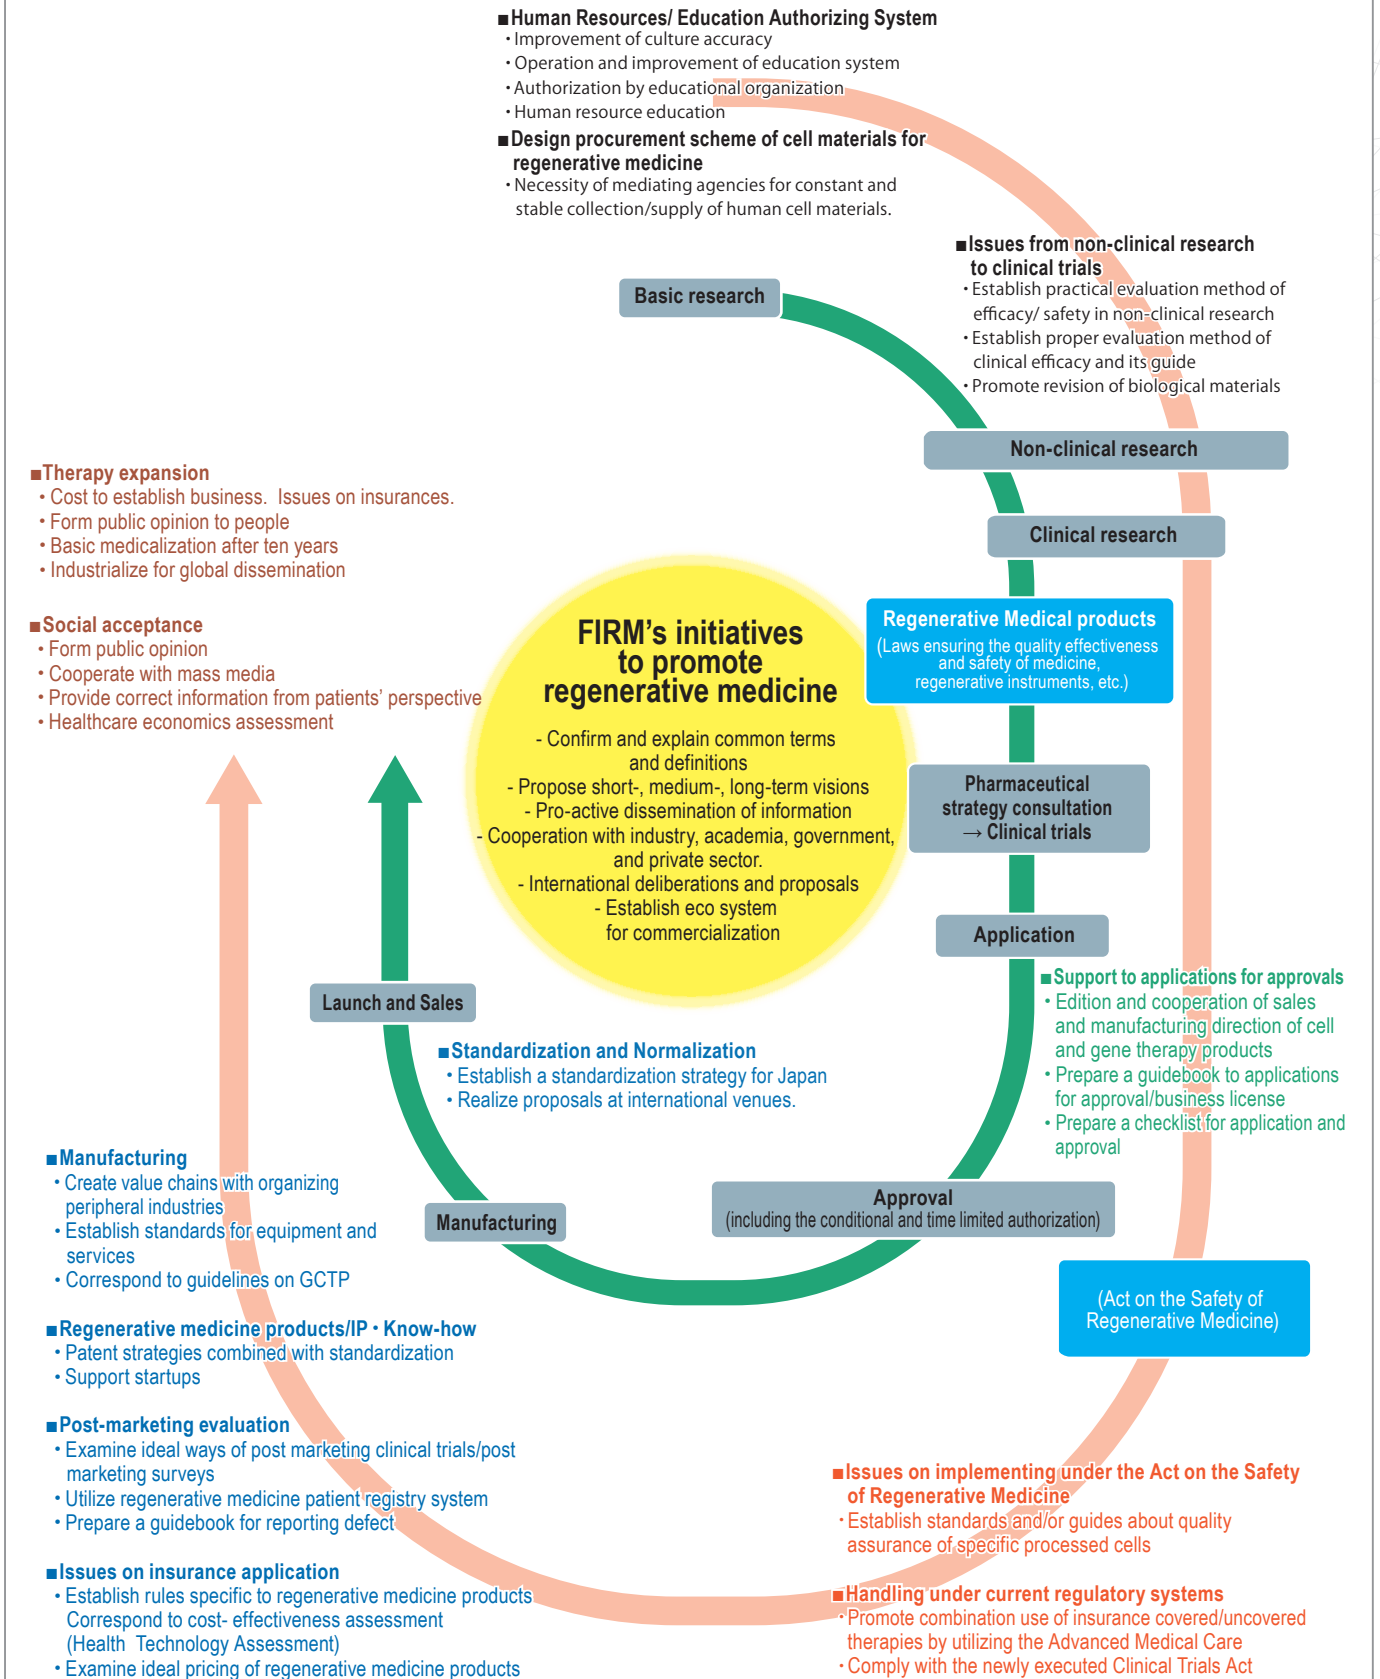 ■Human Resources/ Education Authorizing System
・Improvement of culture accuracy
・Operation and improvement of education system
・Authorization by educational organization
・Human resource education
■Design procurement scheme of cell materials for
regenerative medicine
・Necessity of mediating agencies for constant and
stable collection/supply of human cell materials.
■Issues from non-clinical research
to clinical trials
・Establish practical evaluation method of
efficacy/ safety in non-clinical research
・Establish proper evaluation method of
clinical efficacy and its guide
・Promote revision of biological materials
Basic research
Non-clinical research
Clinical research
Regenerative Medical products
(Laws ensuring the quality effectiveness
and safety of medicine,
regenerative instruments, etc.)
Pharmaceutical
strategy consultation
→ Clinical trials
Application
■Support to applications for approvals
・Edition and cooperation of sales
and manufacturing direction of cell
and gene therapy products
・Prepare a guidebook to applications
for approval/business license
・Prepare a checklist for application and
approval
Approval
(including the conditional and time limited authorization)
(Act on the Safety of
Regenerative Medicine)
FIRM's initiatives
to promote
regenerative medicine
- Confirm and explain common terms
and definitions
- Propose short-, medium-, long-term visions
- Pro-active dissemination of information
- Cooperation with industry, academia, government,
and private sector.
- International deliberations and proposals
- Establish eco system
for commercialization
■Therapy expansion
・Cost to establish business.  Issues on insurances.
・Form public opinion to people
・Basic medicalization after ten years
・Industrialize for global dissemination
■Social acceptance
・Form public opinion
・Cooperate with mass media
・Provide correct information from patients' perspective
・Healthcare economics assessment
Launch and Sales
■Standardization and Normalization
・Establish a standardization strategy for Japan
・Realize proposals at international venues.
Manufacturing
■Manufacturing
・Create value chains with organizing
peripheral industries
・Establish standards for equipment and
services
・Correspond to guidelines on GCTP
■Regenerative medicine products/IP・Know-how
・Patent strategies combined with standardization
・Support startups
■Post-marketing evaluation
・Examine ideal ways of post marketing clinical trials/post
marketing surveys
・Utilize regenerative medicine patient registry system
・Prepare a guidebook for reporting defect
■Issues on insurance application
・Establish rules specific to regenerative medicine products
Correspond to cost- effectiveness assessment
(Health  Technology Assessment)
・Examine ideal pricing of regenerative medicine products
■Issues on implementing under the Act on the Safety
of Regenerative Medicine
・Establish standards and/or guides about quality
assurance of specific processed cells
■Handling under current regulatory systems
・Promote combination use of insurance covered/uncovered
therapies by utilizing the Advanced Medical Care
・Comply with the newly executed Clinical Trials Act